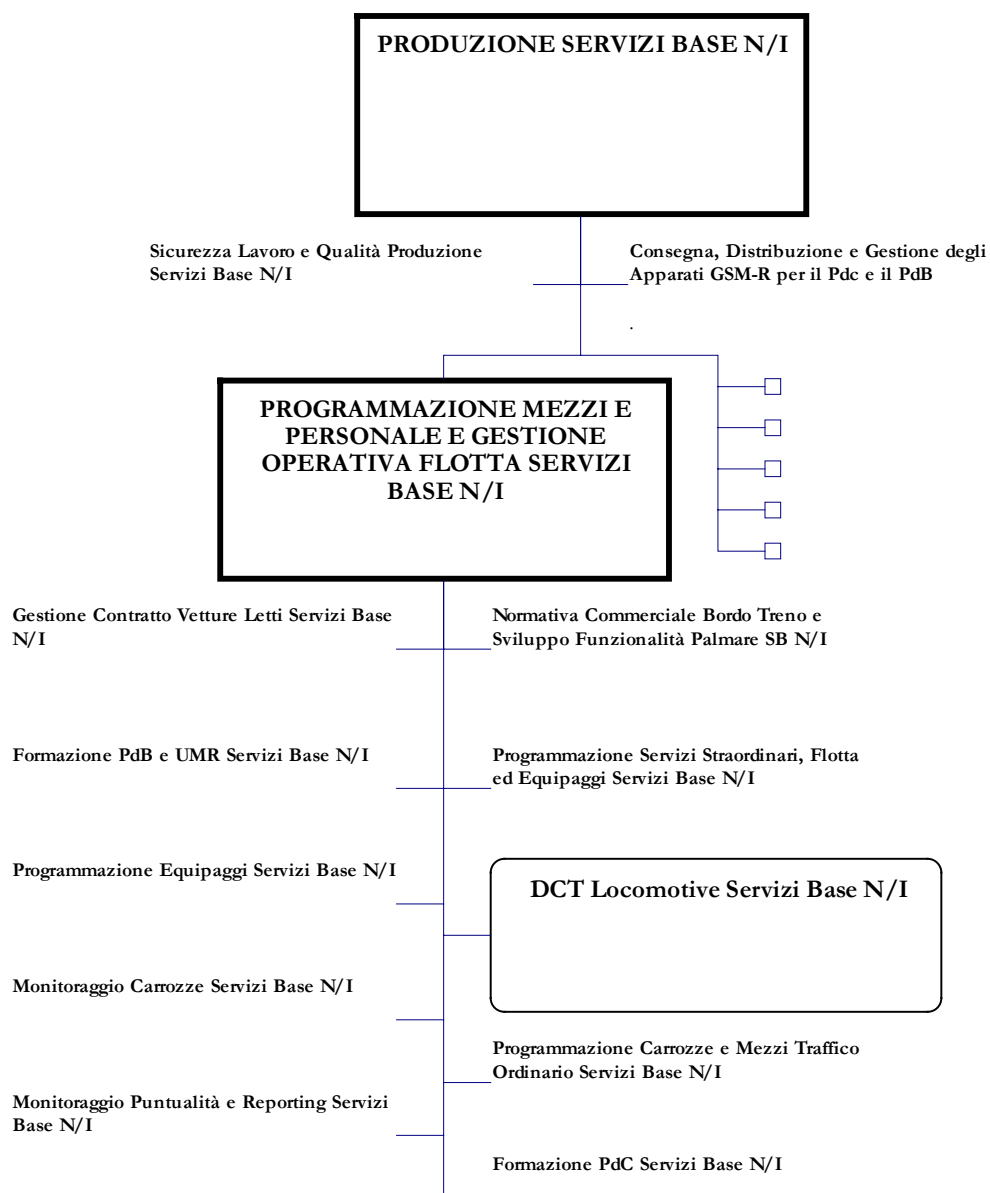 PRODUZIONE SERVIZI BASE N/I
Sicurezza Lavoro e Qualità Produzione
Servizi Base N/I
Consegna, Distribuzione e Gestione degli
Apparati GSM-R per il Pdc e il PdB
.
PROGRAMMAZIONE MEZZI E
PERSONALE E GESTIONE
OPERATIVA FLOTTA SERVIZI
BASE N/I
Gestione Contratto Vetture Letti Servizi Base
N/I
Normativa Commerciale Bordo Treno e
Sviluppo Funzionalità Palmare SB N/I
Formazione PdB e UMR Servizi Base N/I
Programmazione Servizi Straordinari, Flotta
ed Equipaggi Servizi Base N/I
Programmazione Equipaggi Servizi Base N/I
DCT Locomotive Servizi Base N/I
Monitoraggio Carrozze Servizi Base N/I
Programmazione Carrozze e Mezzi Traffico
Ordinario Servizi Base N/I
Monitoraggio Puntualità e Reporting Servizi
Base N/I
Formazione PdC Servizi Base N/I